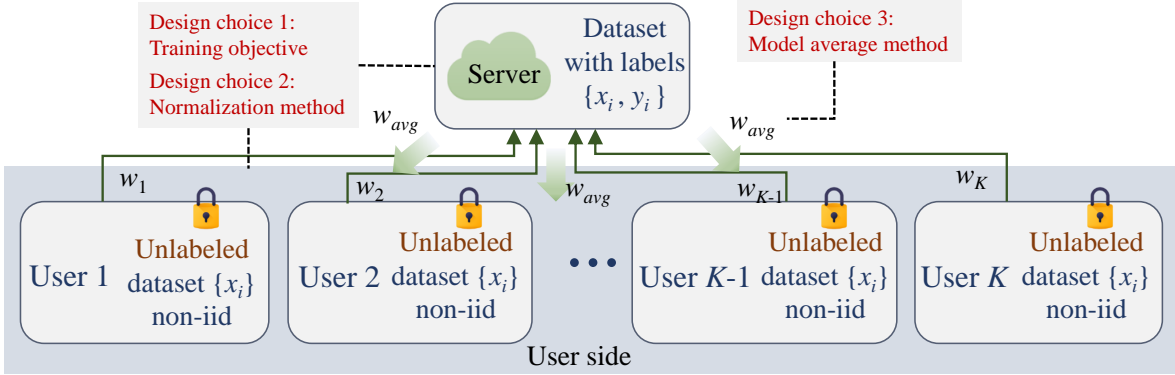 Design choice 1:
Training objective
Design choice 2:
Normalization method
Server
Dataset
with labels
{x_i, y_i}
Design choice 3:
Model average method
w_avg
w_avg
w_1
w_2
w_avg
w_{K-1}
w_K
User 1
Unlabeled
dataset {x_i}
non-iid
User 2
Unlabeled
dataset {x_i}
non-iid
•••
User K-1
Unlabeled
dataset {x_i}
non-iid
User K
Unlabeled
dataset {x_i}
non-iid
User side